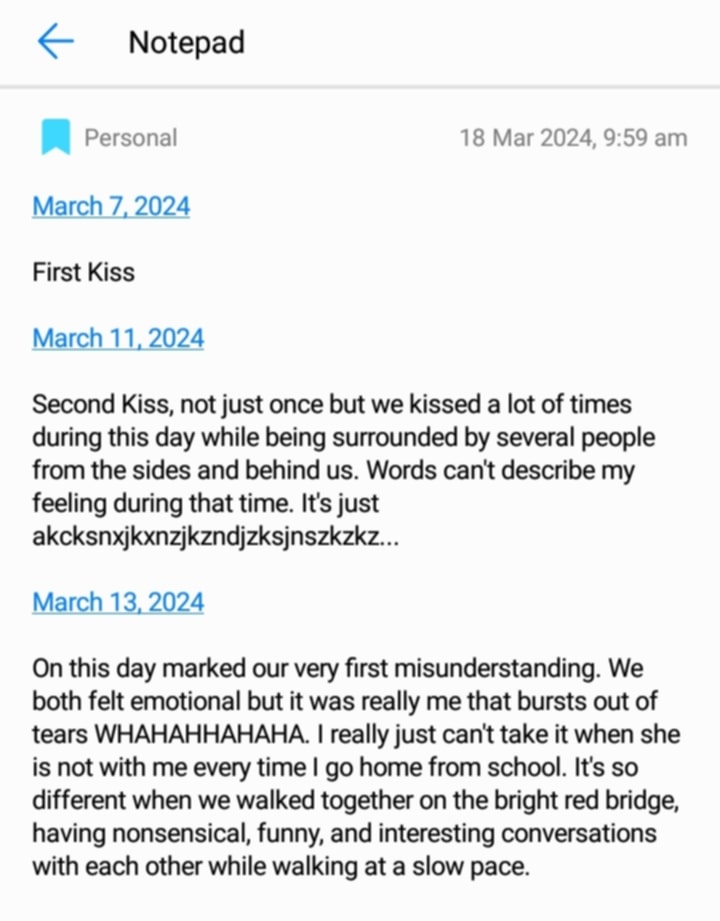 Notepad
Personal
18 Mar 2024, 9:59 am
March 7, 2024
First Kiss
March 11, 2024
Second Kiss, not just once but we kissed a lot of times
during this day while being surrounded by several people
from the sides and behind us. Words can't describe my
feeling during that time. It's just
akcksnxjkxnzjkzndjzksjnszkzkz...
March 13, 2024
On this day marked our very first misunderstanding. We
both felt emotional but it was really me that bursts out of
tears WHAHAHHAHAHA. I really just can't take it when she
is not with me every time I go home from school. It's so
different when we walked together on the bright red bridge,
having nonsensical, funny, and interesting conversations
with each other while walking at a slow pace.